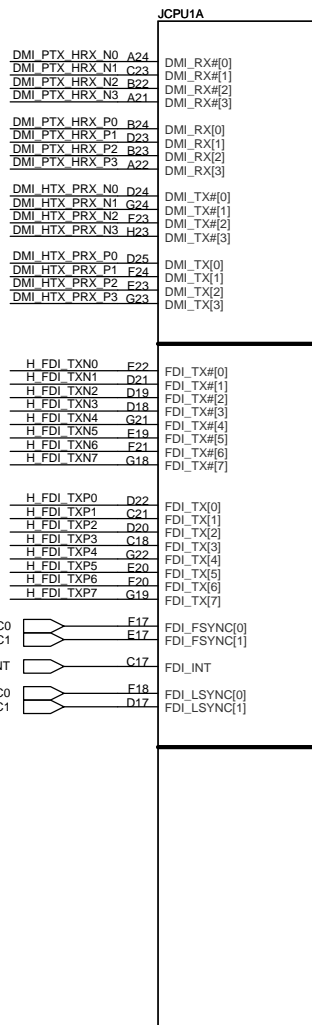 JCPU1A
DMI_PTX_HRX_N0 A24 DMI_RX#[0]
DMI_PTX_HRX_N1 C23 DMI_RX#[1]
DMI_PTX_HRX_N2 B22 DMI_RX#[2]
DMI_PTX_HRX_N3 A21 DMI_RX#[3]
DMI_PTX_HRX_P0 B24 DMI_RX[0]
DMI_PTX_HRX_P1 D23 DMI_RX[1]
DMI_PTX_HRX_P2 B23 DMI_RX[2]
DMI_PTX_HRX_P3 A22 DMI_RX[3]
DMI_HTX_PRX_N0 D24 DMI_TX#[0]
DMI_HTX_PRX_N1 G24 DMI_TX#[1]
DMI_HTX_PRX_N2 F23 DMI_TX#[2]
DMI_HTX_PRX_N3 H23 DMI_TX#[3]
DMI_HTX_PRX_P0 D25 DMI_TX[0]
DMI_HTX_PRX_P1 F24 DMI_TX[1]
DMI_HTX_PRX_P2 E23 DMI_TX[2]
DMI_HTX_PRX_P3 G23 DMI_TX[3]
H_FDI_TXN0 E22 FDI_TX#[0]
H_FDI_TXN1 D21 FDI_TX#[1]
H_FDI_TXN2 D19 FDI_TX#[2]
H_FDI_TXN3 D18 FDI_TX#[3]
H_FDI_TXN4 G21 FDI_TX#[4]
H_FDI_TXN5 E19 FDI_TX#[5]
H_FDI_TXN6 F21 FDI_TX#[6]
H_FDI_TXN7 G18 FDI_TX#[7]
H_FDI_TXP0 D22 FDI_TX[0]
H_FDI_TXP1 C21 FDI_TX[1]
H_FDI_TXP2 D20 FDI_TX[2]
H_FDI_TXP3 C18 FDI_TX[3]
H_FDI_TXP4 G22 FDI_TX[4]
H_FDI_TXP5 E20 FDI_TX[5]
H_FDI_TXP6 F20 FDI_TX[6]
H_FDI_TXP7 G19 FDI_TX[7]
C0 F17 FDI_FSYNC[0]
C1 E17 FDI_FSYNC[1]
NT C17 FDI_INT
C0 F18 FDI_LSYNC[0]
C1 D17 FDI_LSYNC[1]